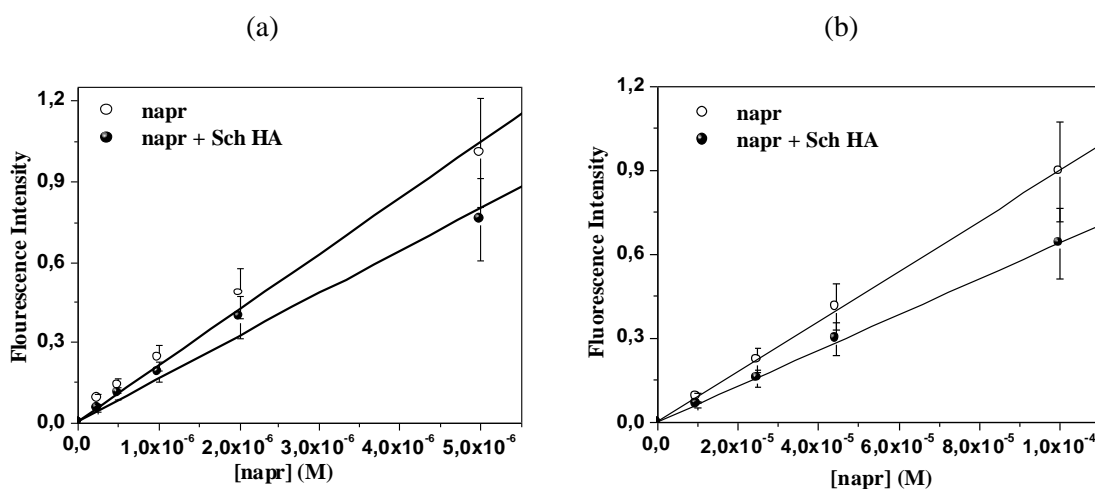 (a)
(b)
1,2
0,9
0,6
0,3
0,0
Flourescence Intensity
napr
napr + Sch HA
0,0
1,0x10-6
2,0x10-6
3,0x10-6
4,0x10-6
5,0x10-6
[napr] (M)
1,2
0,9
0,6
0,3
0,0
Fluorescence Intensity
napr
napr + Sch HA
0,0
2,0x10-5
4,0x10-5
6,0x10-5
8,0x10-5
1,0x10-4
[napr] (M)